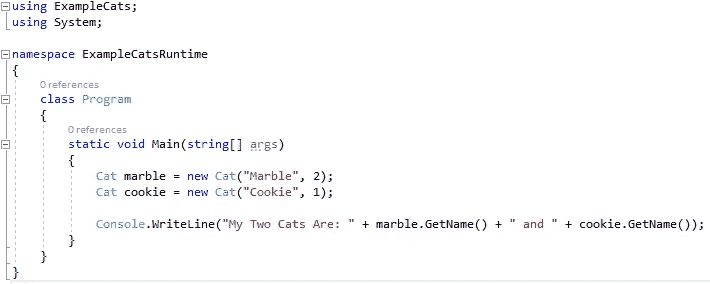 using ExampleCats;
using System;
namespace ExampleCatsRuntime
{
0 references
class Program
{
0 references
static void Main(string[] args)
{
Cat marble = new Cat("Marble", 2);
Cat cookie = new Cat("Cookie", 1);
Console.WriteLine("My Two Cats Are: " + marble.GetName() + " and " + cookie.GetName());
}
}
}